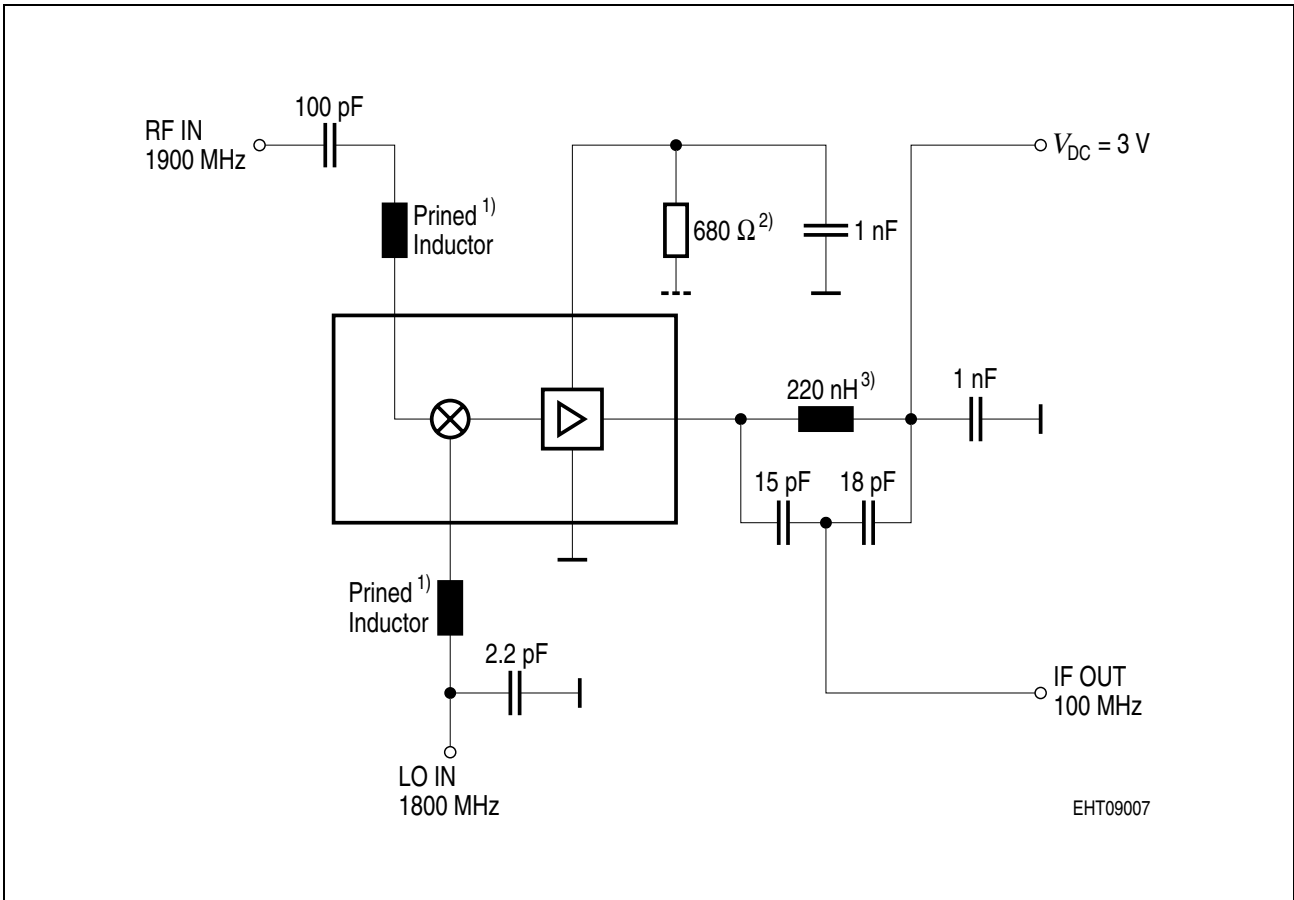 100 pF
RF IN
1900 MHz
V_DC = 3 V
Prined 1)
Inductor
680 Ω 2)
1 nF
220 nH 3)
1 nF
15 pF
18 pF
Prined 1)
Inductor
2.2 pF
IF OUT
100 MHz
LO IN
1800 MHz
EHT09007